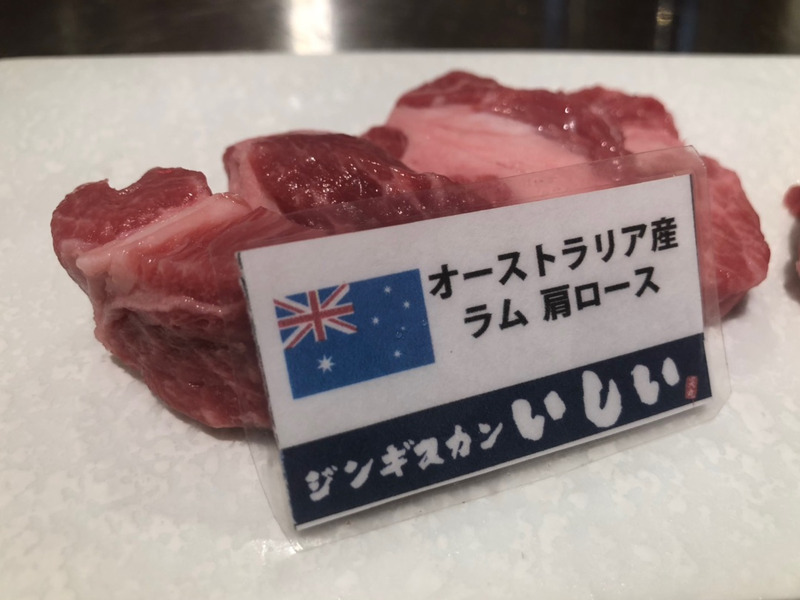 オーストラリア産
ラム 肩ロース
ジンギスカン いしい